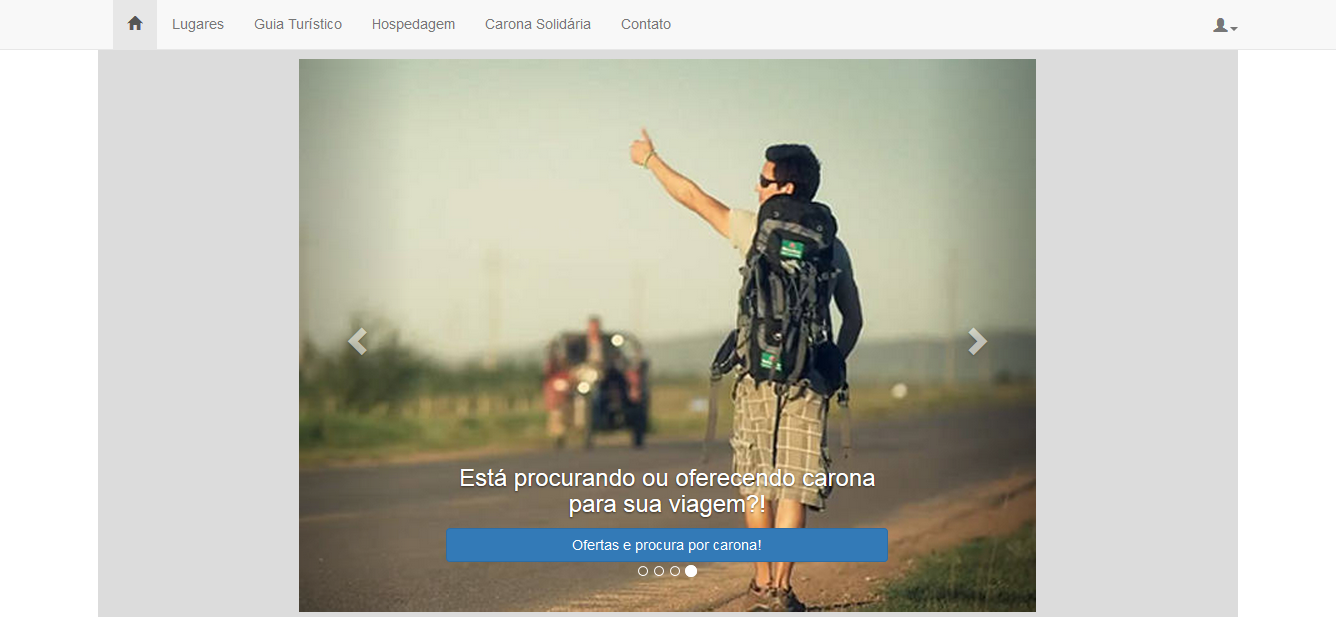 Lugares
Guia Turístico
Hospedagem
Carona Solidária
Contato
Está procurando ou oferecendo carona
para sua viagem?!
Ofertas e procura por carona!